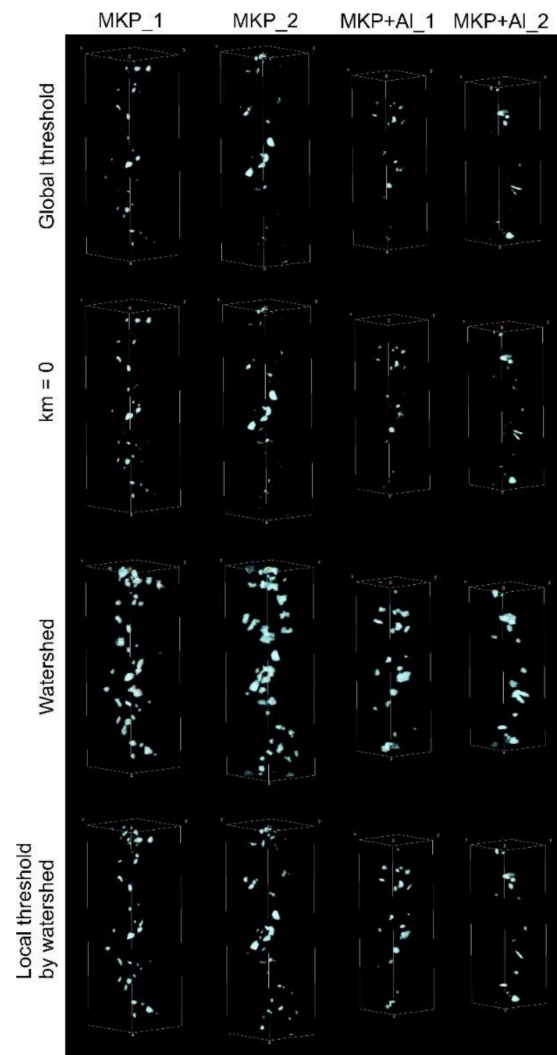 MKP_1 MKP_2 MKP+Al_1 MKP+Al_2
Global threshold
km = 0
Watershed
Local threshold
by watershed